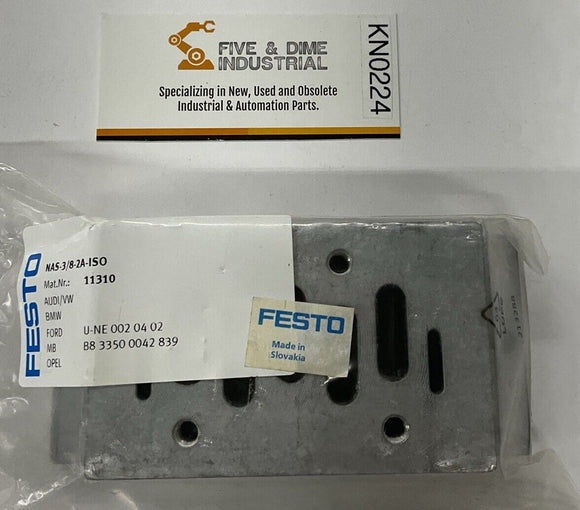 FIVE & DIME
INDUSTRIAL
Specializing in New, Used and Obsolete
Industrial & Automation Parts.
KN0224
FESTO
NAS-3/8-2A-ISO
Mat.Nr.: 11310
AUDI/VW
BMW
FORD U-NE 002 04 02
MB B8 3350 0042 839
OPEL
FESTO
Made in
Slovakia